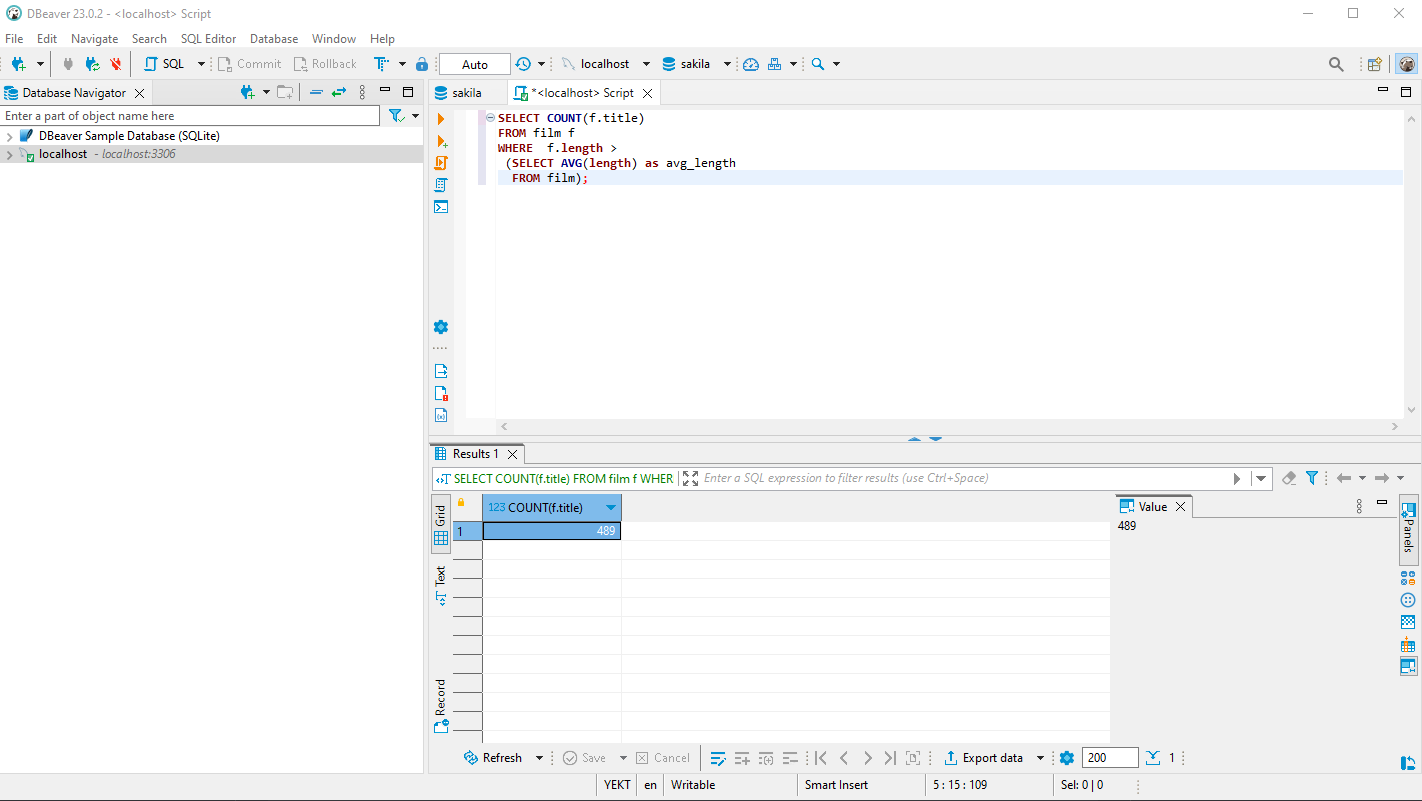 DBeaver 23.0.2 - <localhost> Script
File Edit Navigate Search SQL Editor Database Window Help
SQL Commit Rollback Auto localhost sakila
Database Navigator
Enter a part of object name here
DBeaver Sample Database (SQLite)
localhost - localhost:3306
sakila *<localhost> Script
SELECT COUNT(f.title)
FROM film f
WHERE f.length >
(SELECT AVG(length) as avg_length
FROM film);
Results 1
SELECT COUNT(f.title) FROM film f WHER Enter a SQL expression to filter results (use Ctrl+Space)
Grid
Text
Record
123 COUNT(f.title)
1 489
Value
489
Panels
Refresh Save Cancel Export data 200 1
YEKT en Writable Smart Insert 5 : 15 : 109 Sel: 0 | 0